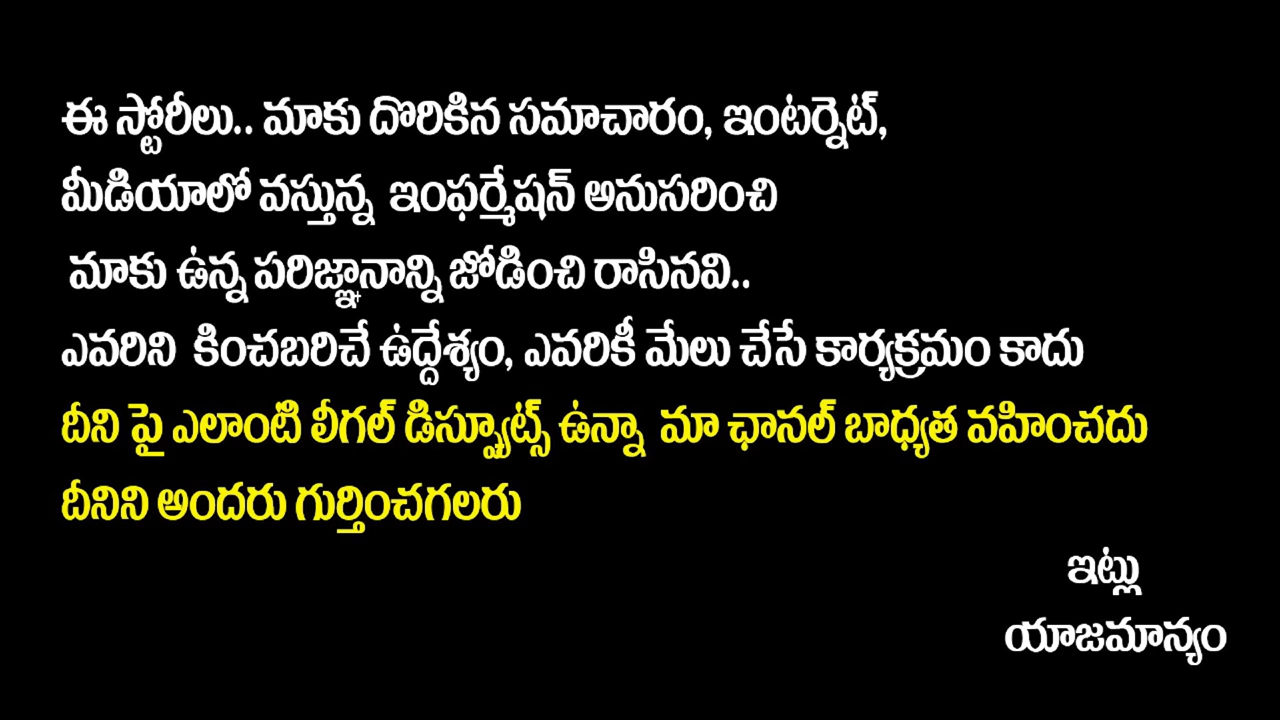 ఈ స్టోరీలు.. మాకు దొరికిన సమాచారం, ఇంటర్నెట్,
మీడియాలో వస్తున్న ఇంఫర్మేషన్ అనుసరించి
మాకు ఉన్న పరిజ్ఞానాన్ని జోడించి రాసినవి..
ఎవరిని కించబరిచే ఉద్దేశ్యం, ఎవరికీ మేలు చేసే కార్యక్రమం కాదు
దీని పై ఎలాంటి లీగల్ డిస్ప్యూట్స్ ఉన్నా మా ఛానల్ బాధ్యత వహించదు
దీనిని అందరు గుర్తించగలరు
ఇట్లు
యాజమాన్యం